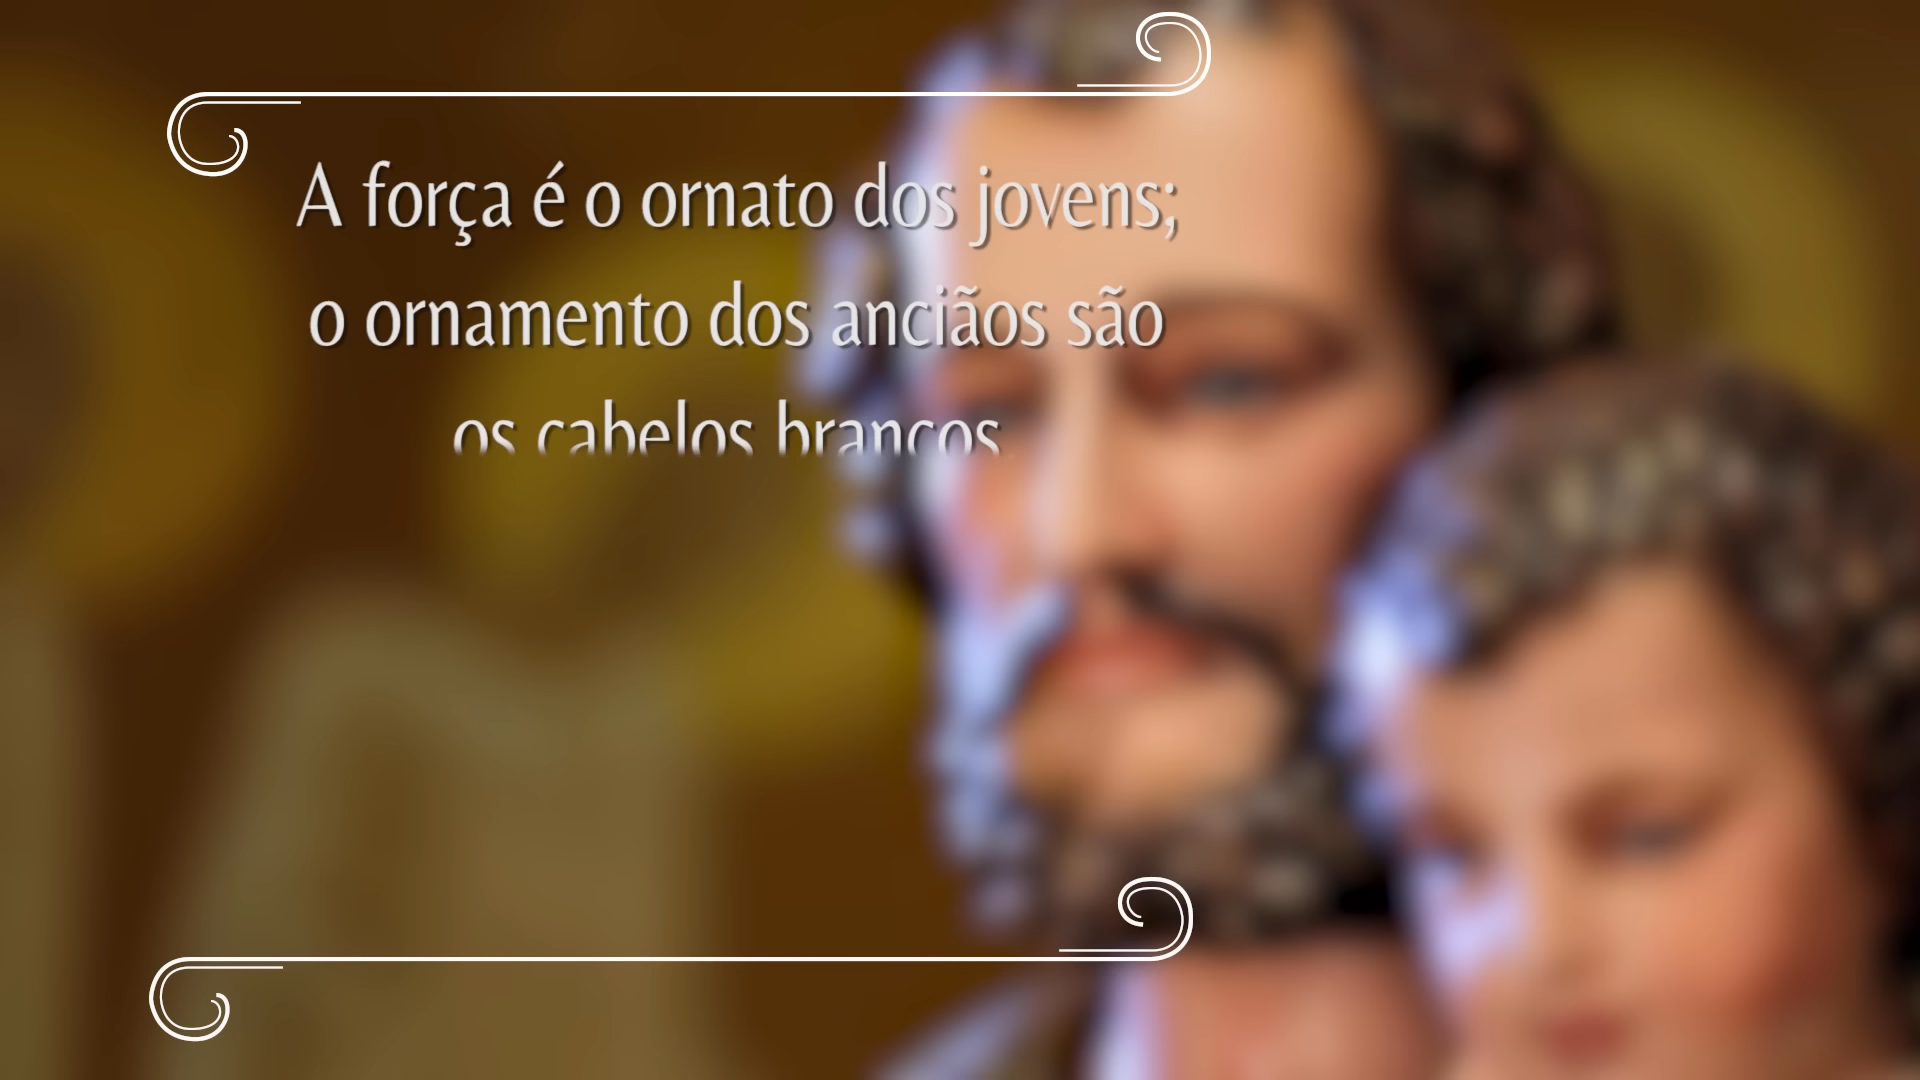 A força é o ornato dos jovens;
o ornamento dos anciãos são
os cabelos brancos.